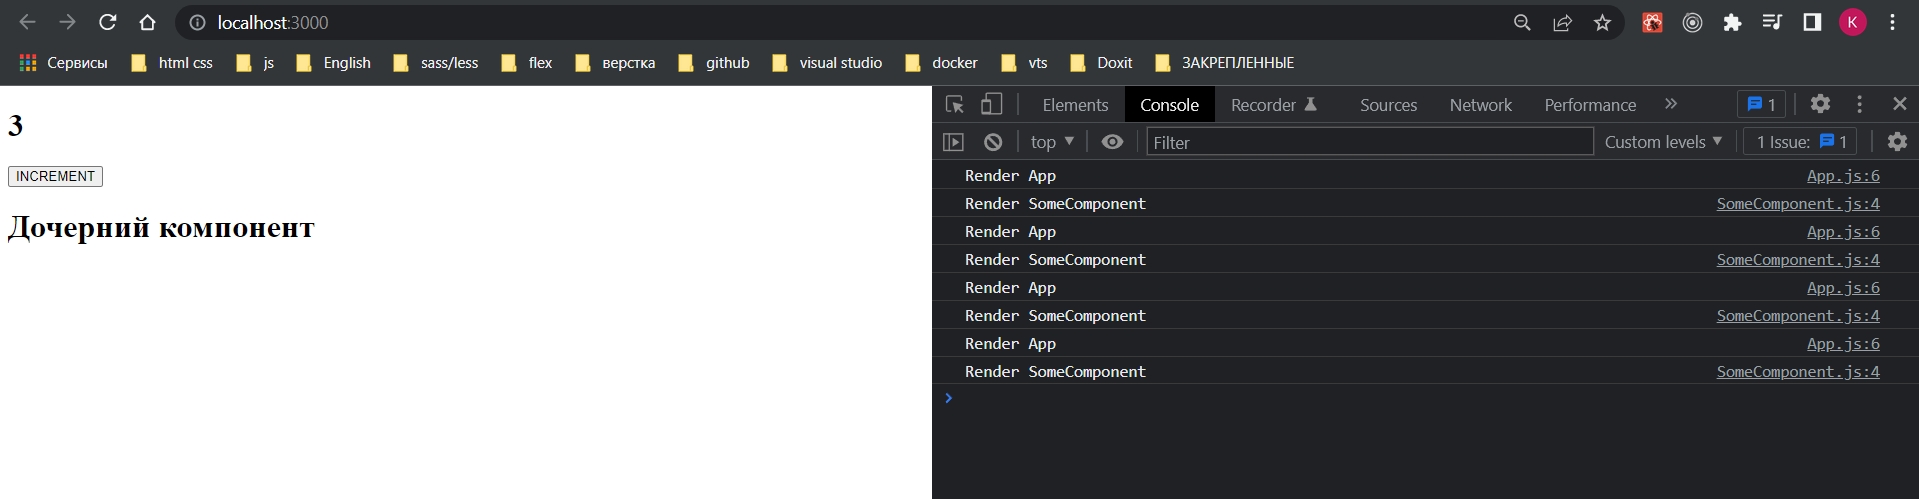 localhost:3000
K
Сервисы html css js English sass/less flex верстка github visual studio docker vts Doxit ЗАКРЕПЛЕННЫЕ
3
INCREMENT
Дочерний компонент
Elements Console Recorder Sources Network Performance » 1
top Filter Custom levels 1 Issue: 1
Render App App.js:6
Render SomeComponent SomeComponent.js:4
Render App App.js:6
Render SomeComponent SomeComponent.js:4
Render App App.js:6
Render SomeComponent SomeComponent.js:4
Render App App.js:6
Render SomeComponent SomeComponent.js:4